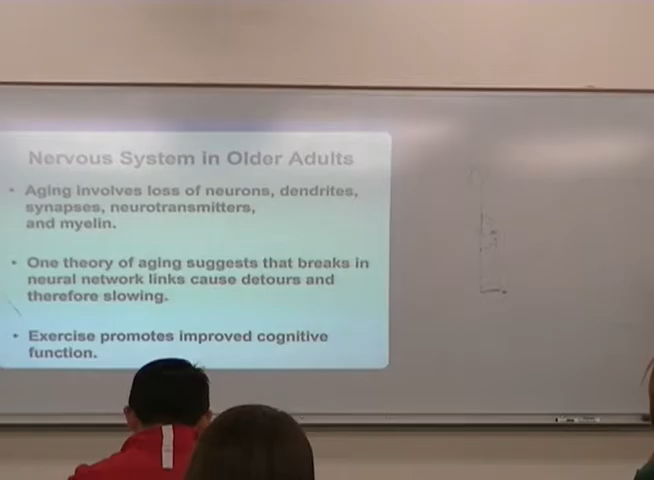 Nervous System in Older Adults
• Aging involves loss of neurons, dendrites,
synapses, neurotransmitters,
and myelin.
• One theory of aging suggests that breaks in
neural network links cause detours and
therefore slowing.
• Exercise promotes improved cognitive
function.